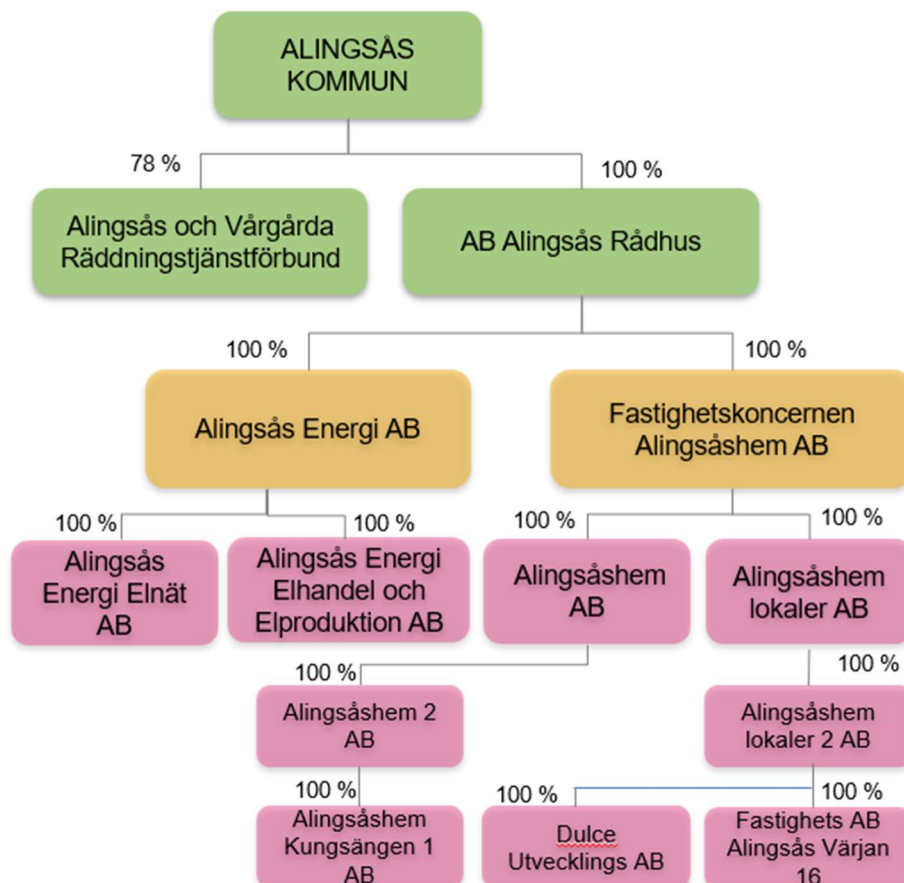 ALINGSÅS
KOMMUN
78 %
100 %
Alingsås och Vårgårda
Räddningstjänstförbund
AB Alingsås Rådhus
100 %
100 %
Alingsås Energi AB
Fastighetskoncernen
Alingsåshem AB
100 %
100 %
100 %
100 %
Alingsås
Energi Elnät
AB
Alingsås Energi
Elhandel och
Elproduktion AB
Alingsåshem
AB
Alingsåshem
lokaler AB
100 %
100 %
Alingsåshem 2
AB
Alingsåshem
lokaler 2 AB
100 %
100 %
100 %
Alingsåshem
Kungsängen 1
AB
Dulce
Utvecklings AB
Fastighets AB
Alingsås Värjan
16